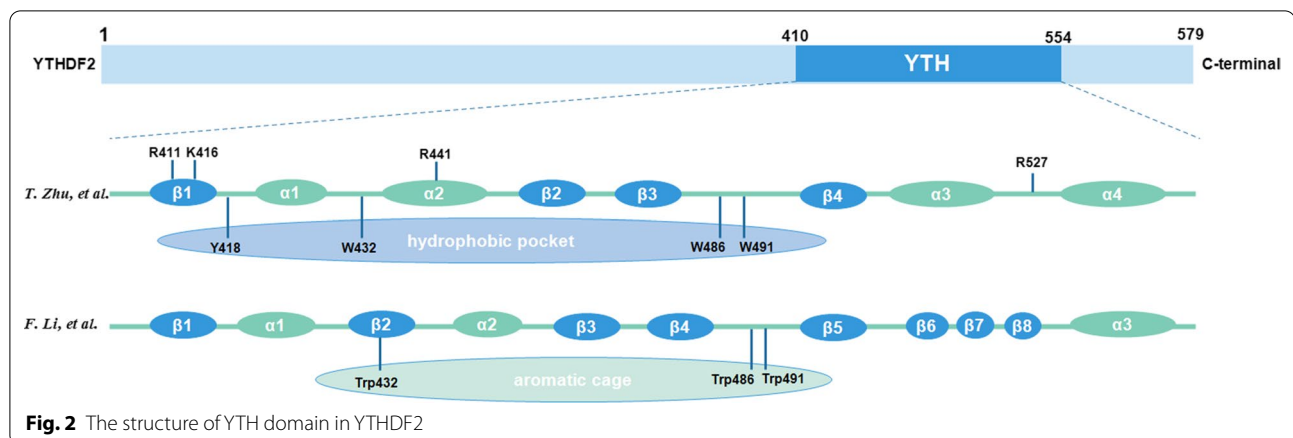 1 410 554 579
YTHDF2 YTH C-terminal
R411 K416 R441 R527
T. Zhu, et al. β1 α1 α2 β2 β3 β4 α3 α4
Y418 W432 hydrophobic pocket W486 W491
F. Li, et al. β1 α1 β2 α2 β3 β4 β5 β6 β7 β8 α3
Trp432 aromatic cage Trp486 Trp491
Fig. 2 The structure of YTH domain in YTHDF2